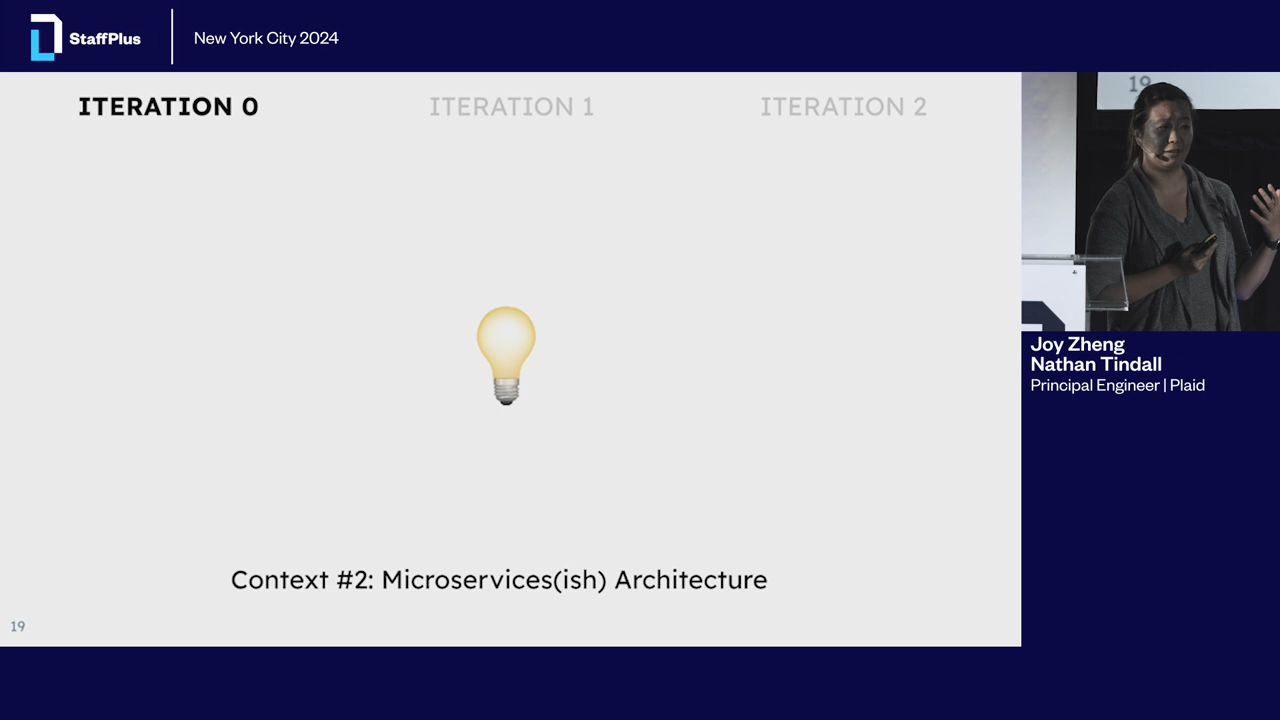 StaffPlus
New York City 2024
ITERATION 0
ITERATION 1
ITERATION 2
Context #2: Microservices(ish) Architecture
19
19
Joy Zheng
Nathan Tindall
Principal Engineer | Plaid